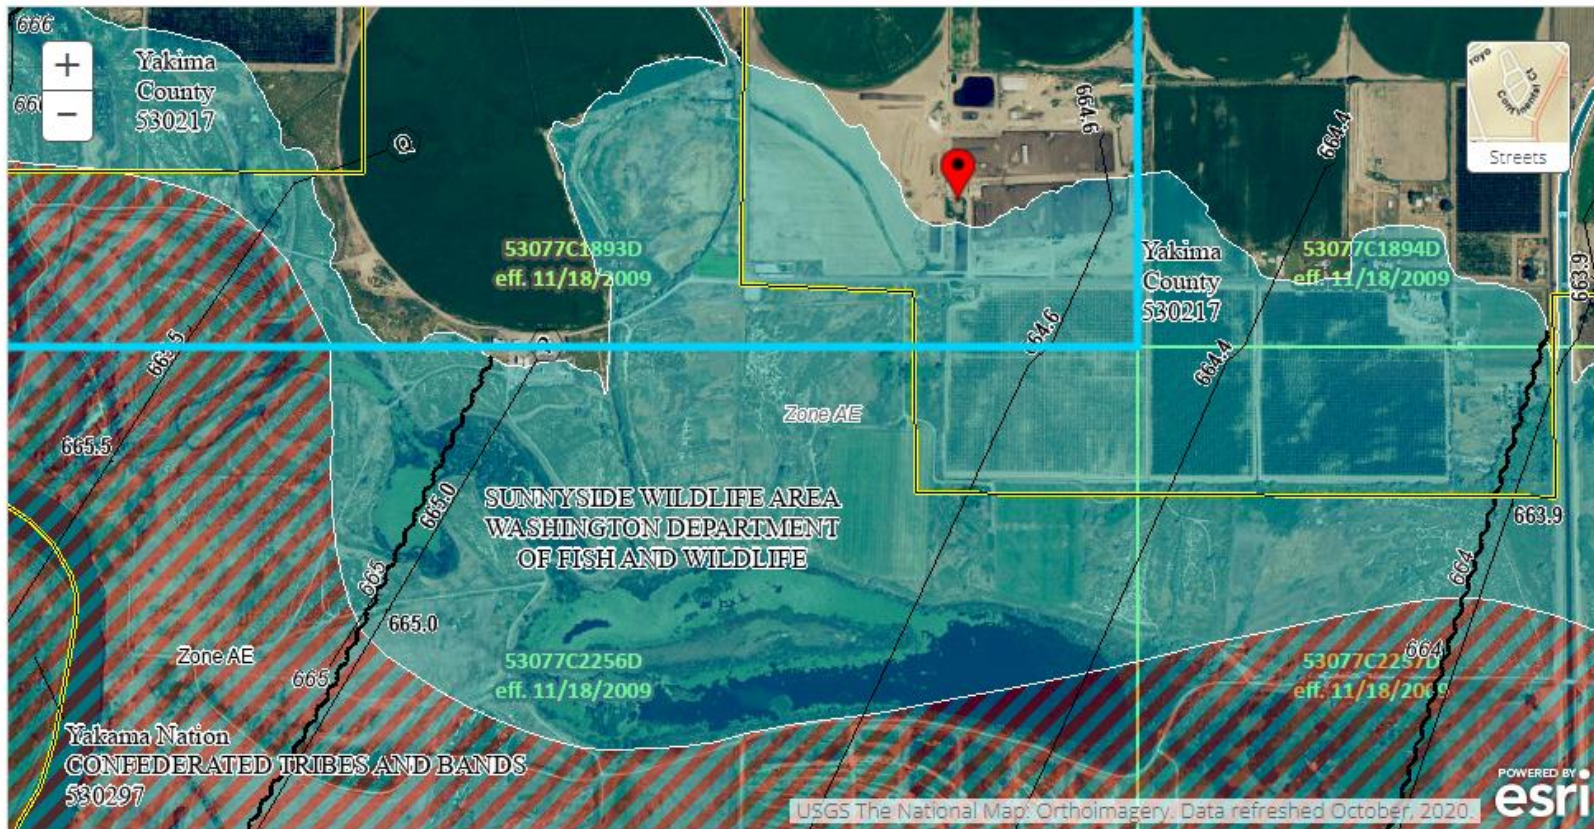 666
Yakima
County
530217
+
−
Q
664.6
664.4
royo
Continental Ct
Streets
53077C1893D
eff. 11/18/2009
Yakima
County
530217
53077C1894D
eff. 11/18/2009
663.9
665.5
664.6
664.4
Zone AE
665.5
665.0
SUNNYSIDE WILDLIFE AREA
WASHINGTON DEPARTMENT
OF FISH AND WILDLIFE
663.9
665
664
665.0
Zone AE
665
53077C2256D
eff. 11/18/2009
664
53077C2257D
eff. 11/18/2009
Yakama Nation
CONFEDERATED TRIBES AND BANDS
530297
POWERED BY
esri
USGS The National Map: Orthoimagery. Data refreshed October, 2020.